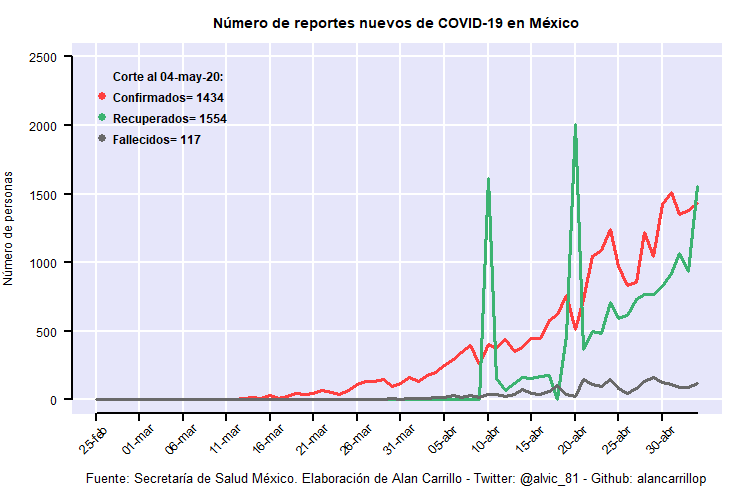 Número de reportes nuevos de COVID-19 en México
Corte al 04-may-20:
Confirmados= 1434
Recuperados= 1554
Fallecidos= 117
Número de personas
2500
2000
1500
1000
500
0
25-feb
01-mar
06-mar
11-mar
16-mar
21-mar
26-mar
31-mar
05-abr
10-abr
15-abr
20-abr
25-abr
30-abr
Fuente: Secretaría de Salud México. Elaboración de Alan Carrillo - Twitter: @alvic_81 - Github: alancarrillop